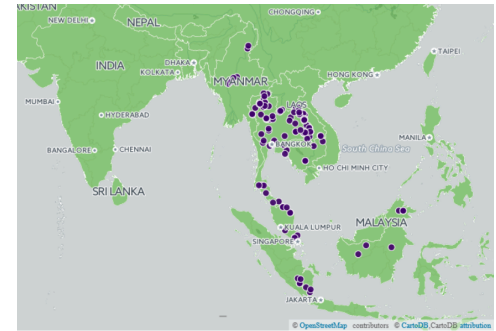 AKISTAN
CHONGQING
NEW DELHI
NEPAL
TAIPEI
INDIA
DHAKA
KOLKATA
HONG KONG
MYANMAR
MUMBAI
LAOS
HYDERABAD
MANILA
BANGALORE
CHENNAI
BANGKOK
South China Sea
HO CHI MINH CITY
SRI LANKA
MALAYSIA
KUALA LUMPUR
SINGAPORE
JAKARTA
© OpenStreetMap contributors © CartoDB,CartoDB attribution